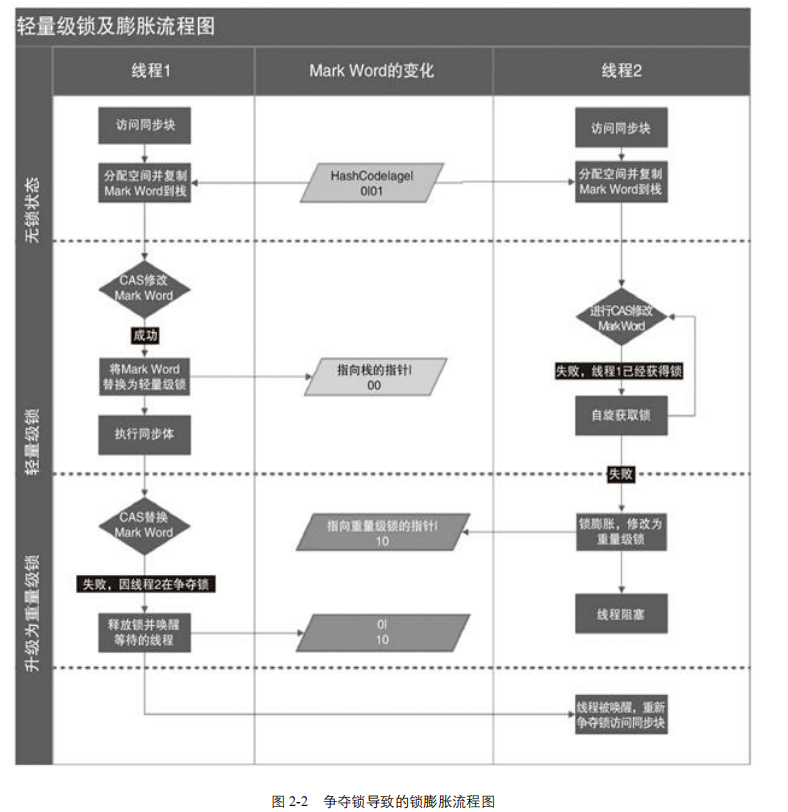 轻量级锁及膨胀流程图
线程1
Mark Word的变化
线程2
无锁状态
访问同步块
分配空间并复制
Mark Word到栈
HashCode|age|
0|01
访问同步块
分配空间并复制
Mark Word到栈
轻量级锁
CAS修改
Mark Word
成功
将Mark Word
替换为轻量级锁
执行同步体
指向栈的指针|
00
进行CAS修改
Mark Word
失败，线程1已经获得锁
自旋获取锁
失败
升级为重量级锁
CAS替换
Mark Word
失败，因线程2在争夺锁
释放锁并唤醒
等待的线程
指向重量级锁的指针|
10
0|
10
锁膨胀，修改为
重量级锁
线程阻塞
线程被唤醒，重新
争夺锁访问同步块
图 2-2 争夺锁导致的锁膨胀流程图